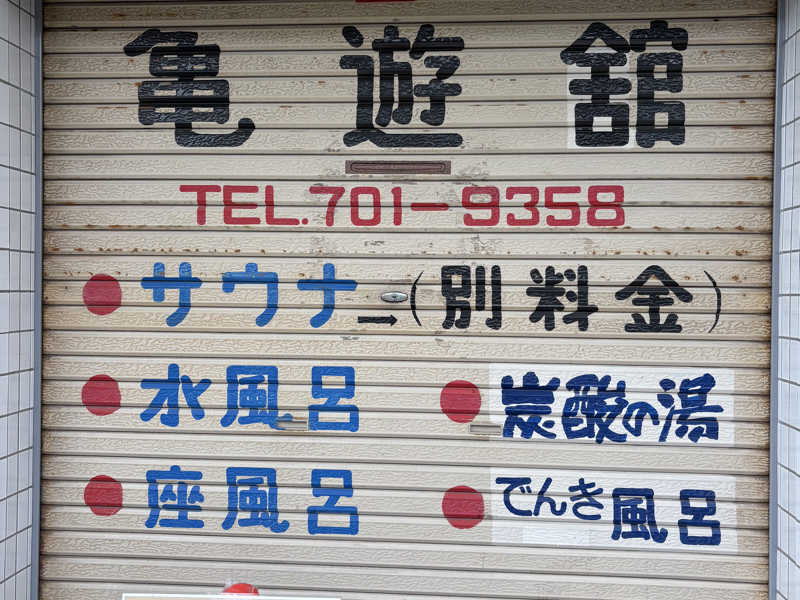 亀遊舘
TEL.701-9358
サウナ→(別料金)
水風呂 炭酸の湯
座風呂 でんき風呂